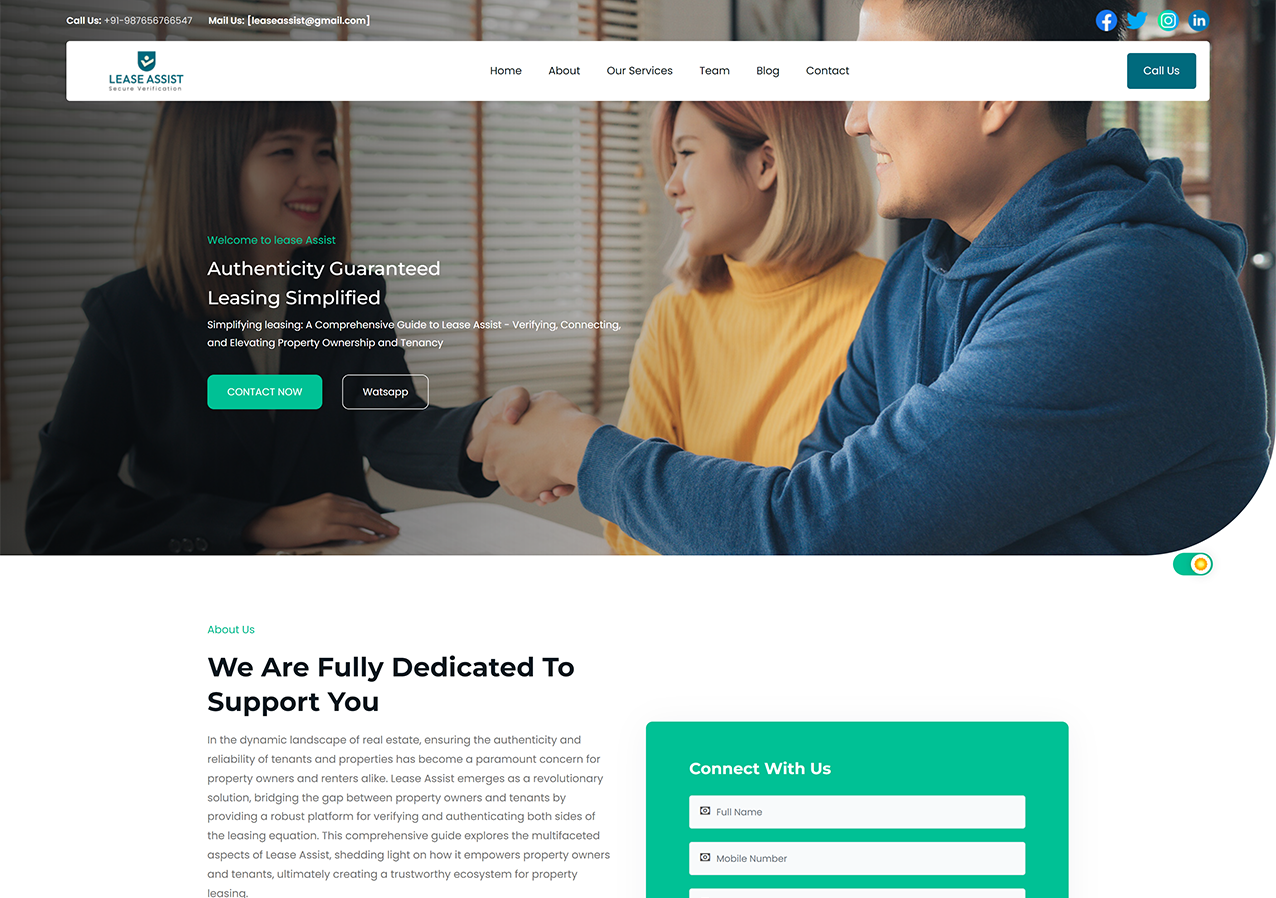 Call Us: +91-987656766547 Mail Us: [leaseassist@gmail.com]
LEASE ASSIST
Secure Verification
Home About Our Services Team Blog Contact
Call Us
Welcome to lease Assist
Authenticity Guaranteed
Leasing Simplified
Simplifying leasing: A Comprehensive Guide to Lease Assist - Verifying, Connecting,
and Elevating Property Ownership and Tenancy
CONTACT NOW Watsapp
About Us
We Are Fully Dedicated To
Support You
In the dynamic landscape of real estate, ensuring the authenticity and
reliability of tenants and properties has become a paramount concern for
property owners and renters alike. Lease Assist emerges as a revolutionary
solution, bridging the gap between property owners and tenants by
providing a robust platform for verifying and authenticating both sides of
the leasing equation. This comprehensive guide explores the multifaceted
aspects of Lease Assist, shedding light on how it empowers property owners
and tenants, ultimately creating a trustworthy ecosystem for property
leasing.
Connect With Us
Full Name
Mobile Number